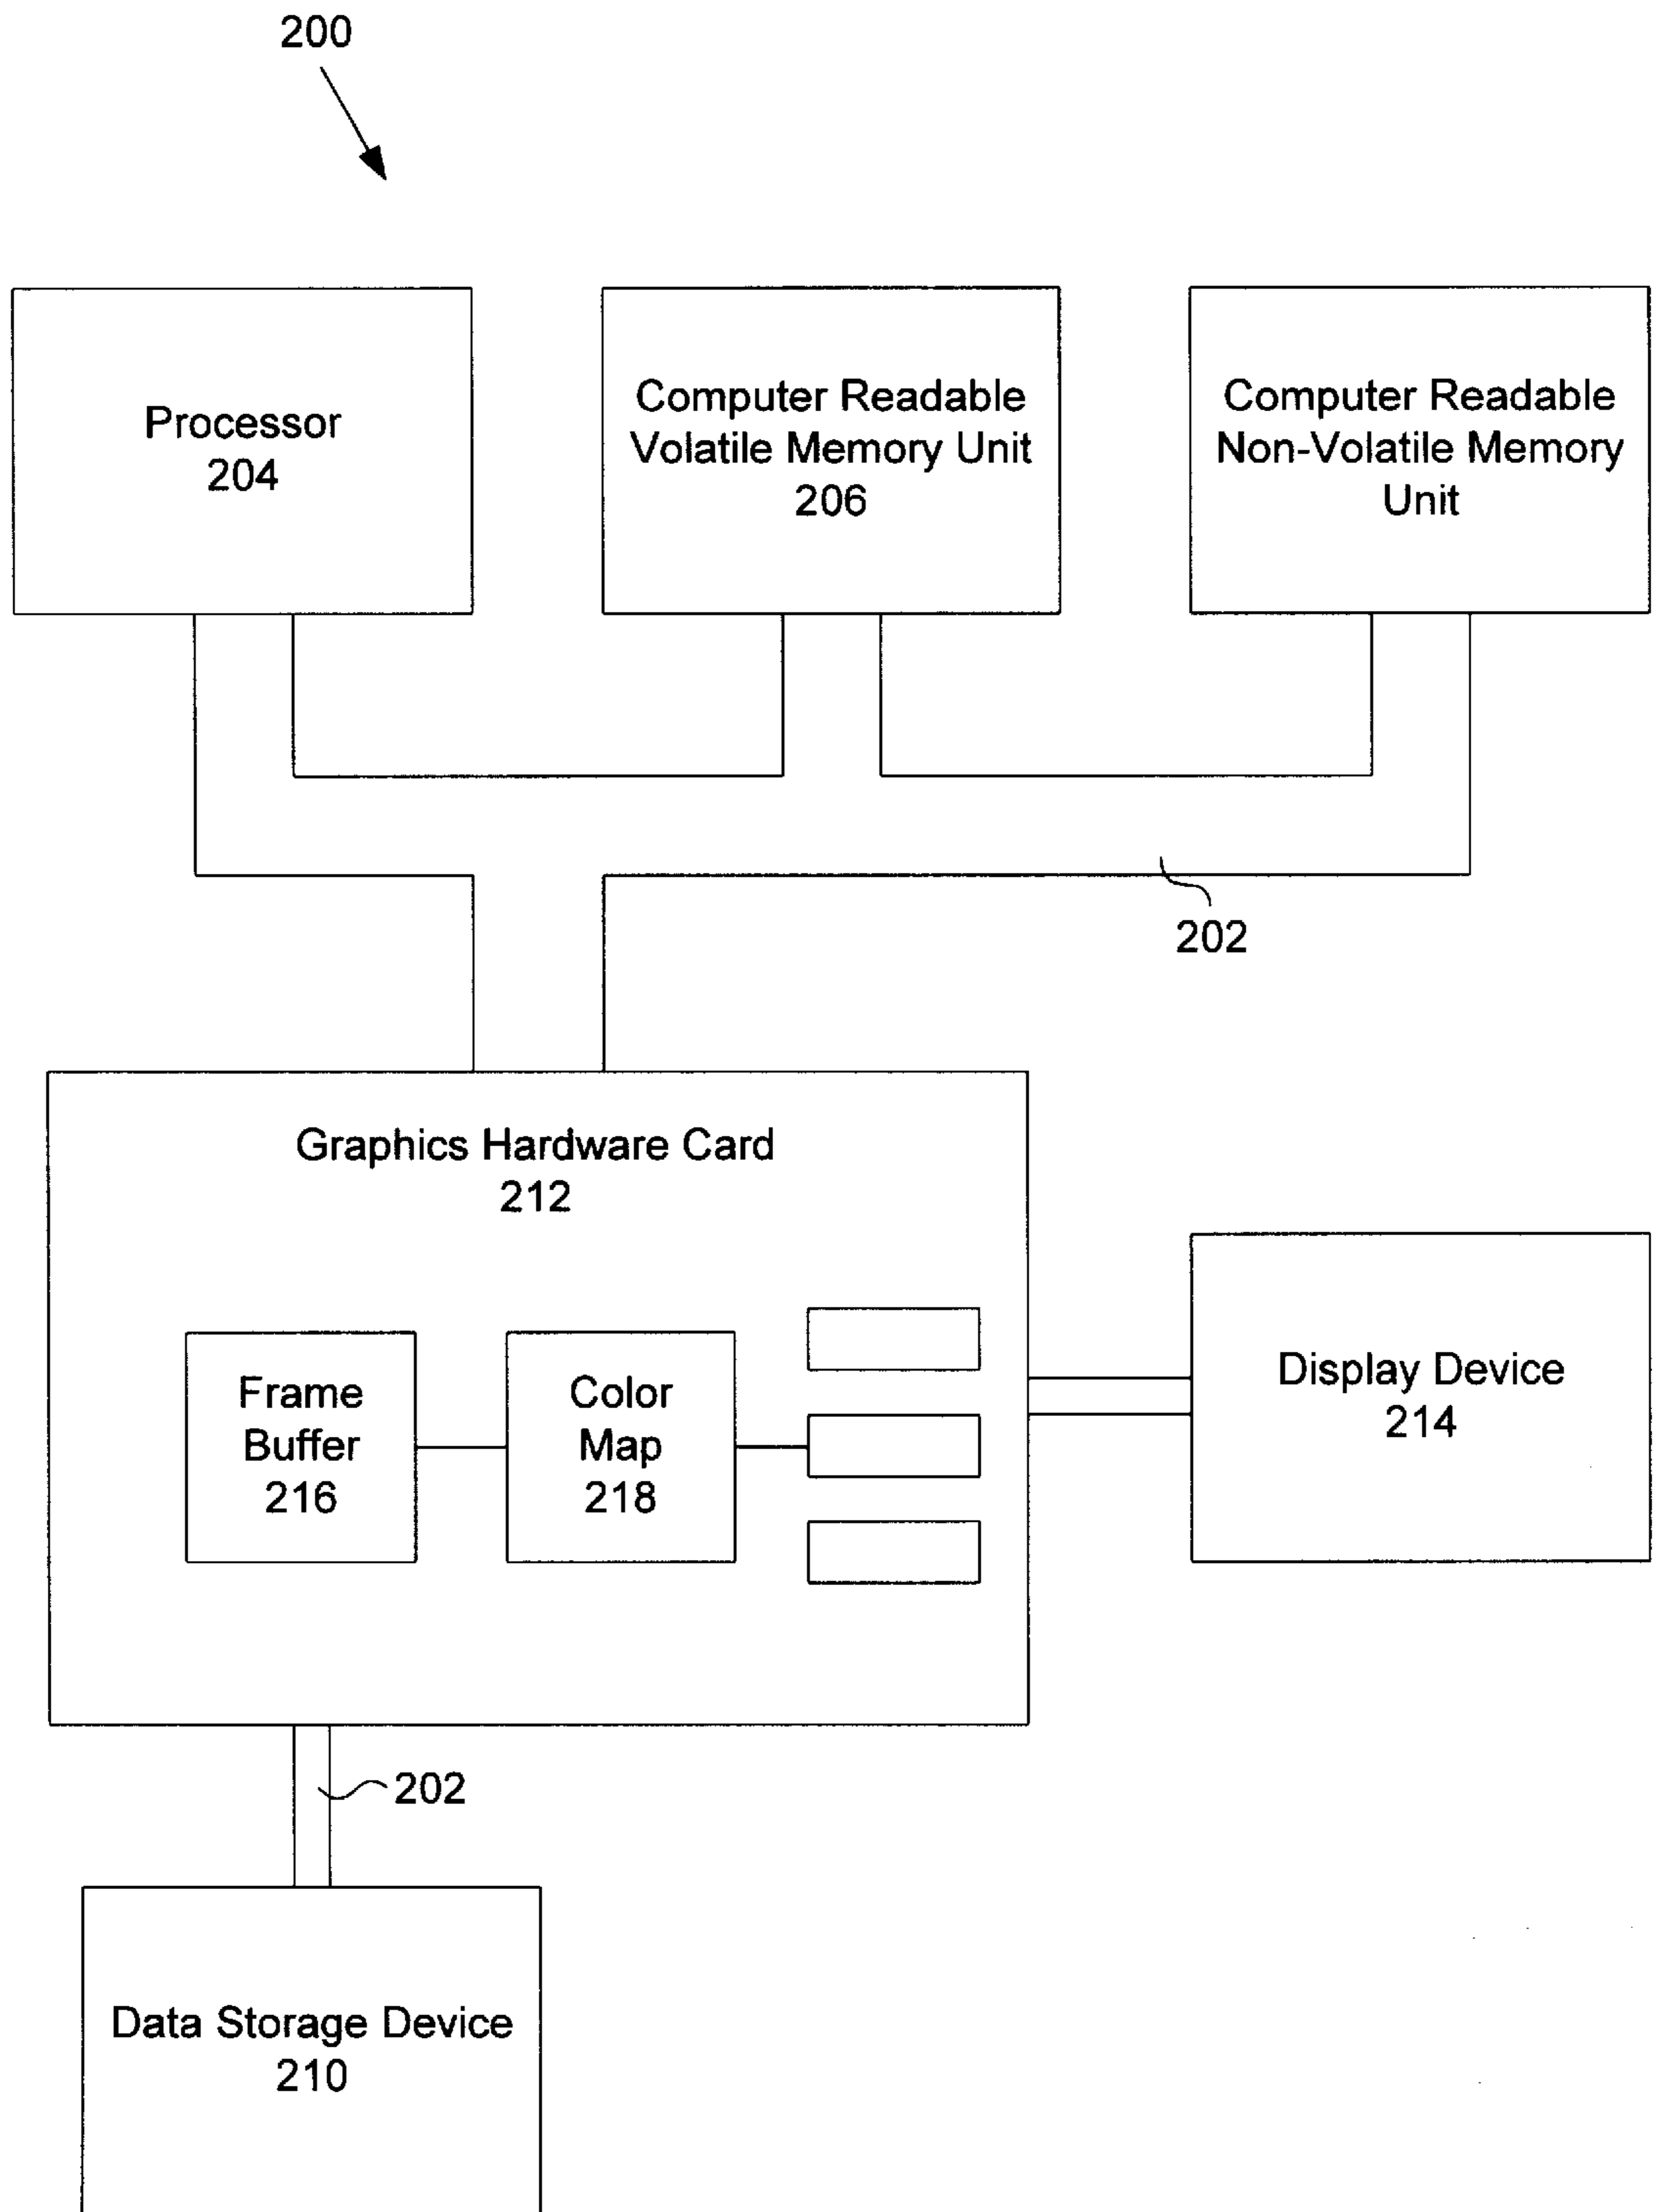 200
Processor
204
Computer Readable
Volatile Memory Unit
206
Computer Readable
Non-Volatile Memory
Unit
202
Graphics Hardware Card
212
Frame
Buffer
216
Color
Map
218
Display Device
214
202
Data Storage Device
210